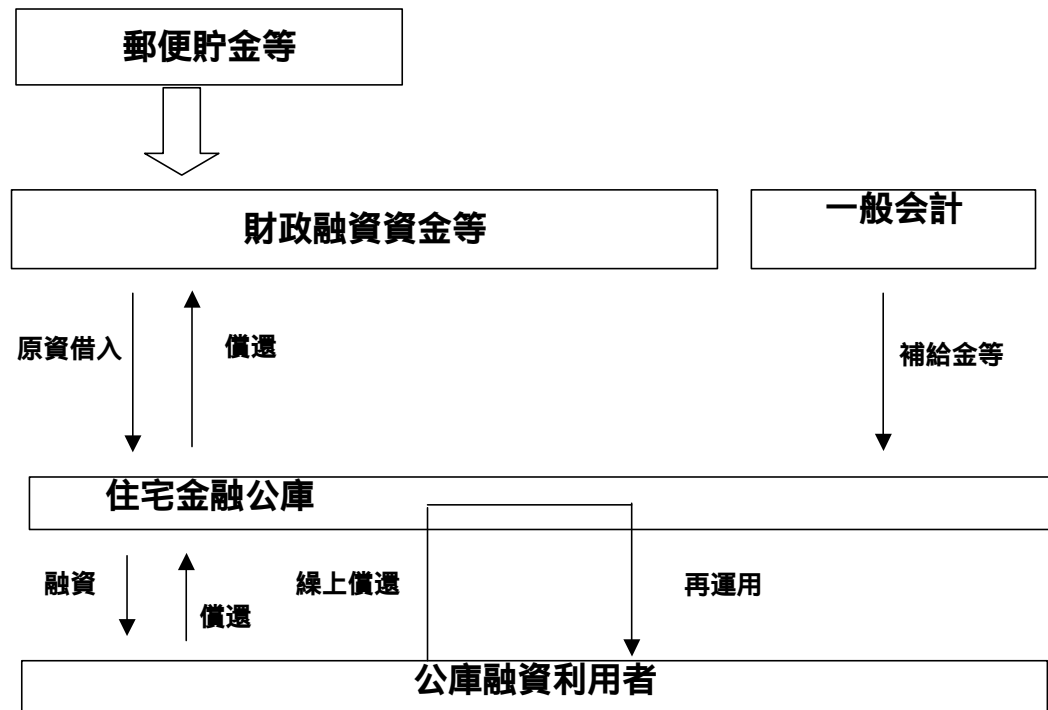 郵便貯金等
財政融資資金等
一般会計
原資借入
償還
補給金等
住宅金融公庫
融資
償還
繰上償還
再運用
公庫融資利用者